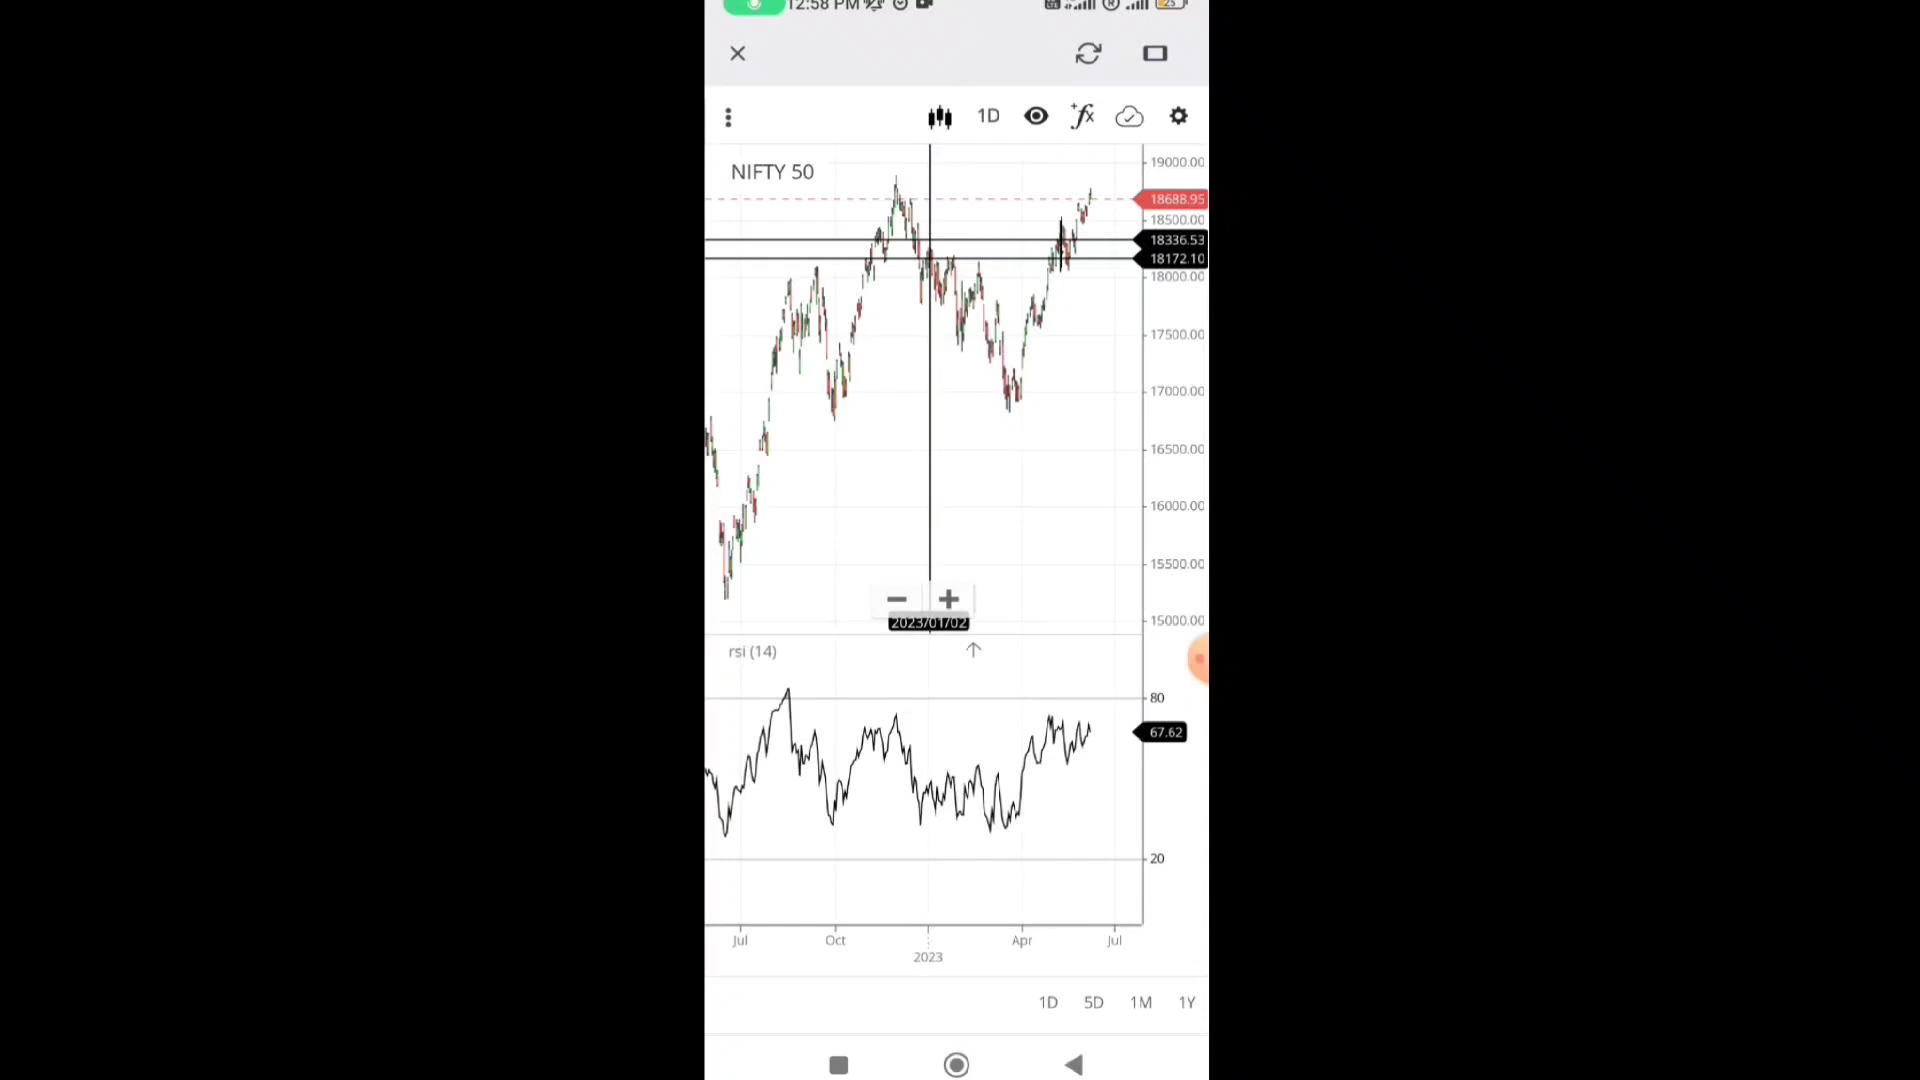 12:58 PM
25
1D
fx
NIFTY 50
19000.00
18688.95
18500.00
18336.53
18172.10
18000.00
17500.00
17000.00
16500.00
16000.00
15500.00
15000.00
2023/01/02
rsi (14)
80
67.62
20
Jul Oct Apr Jul
2023
1D 5D 1M 1Y